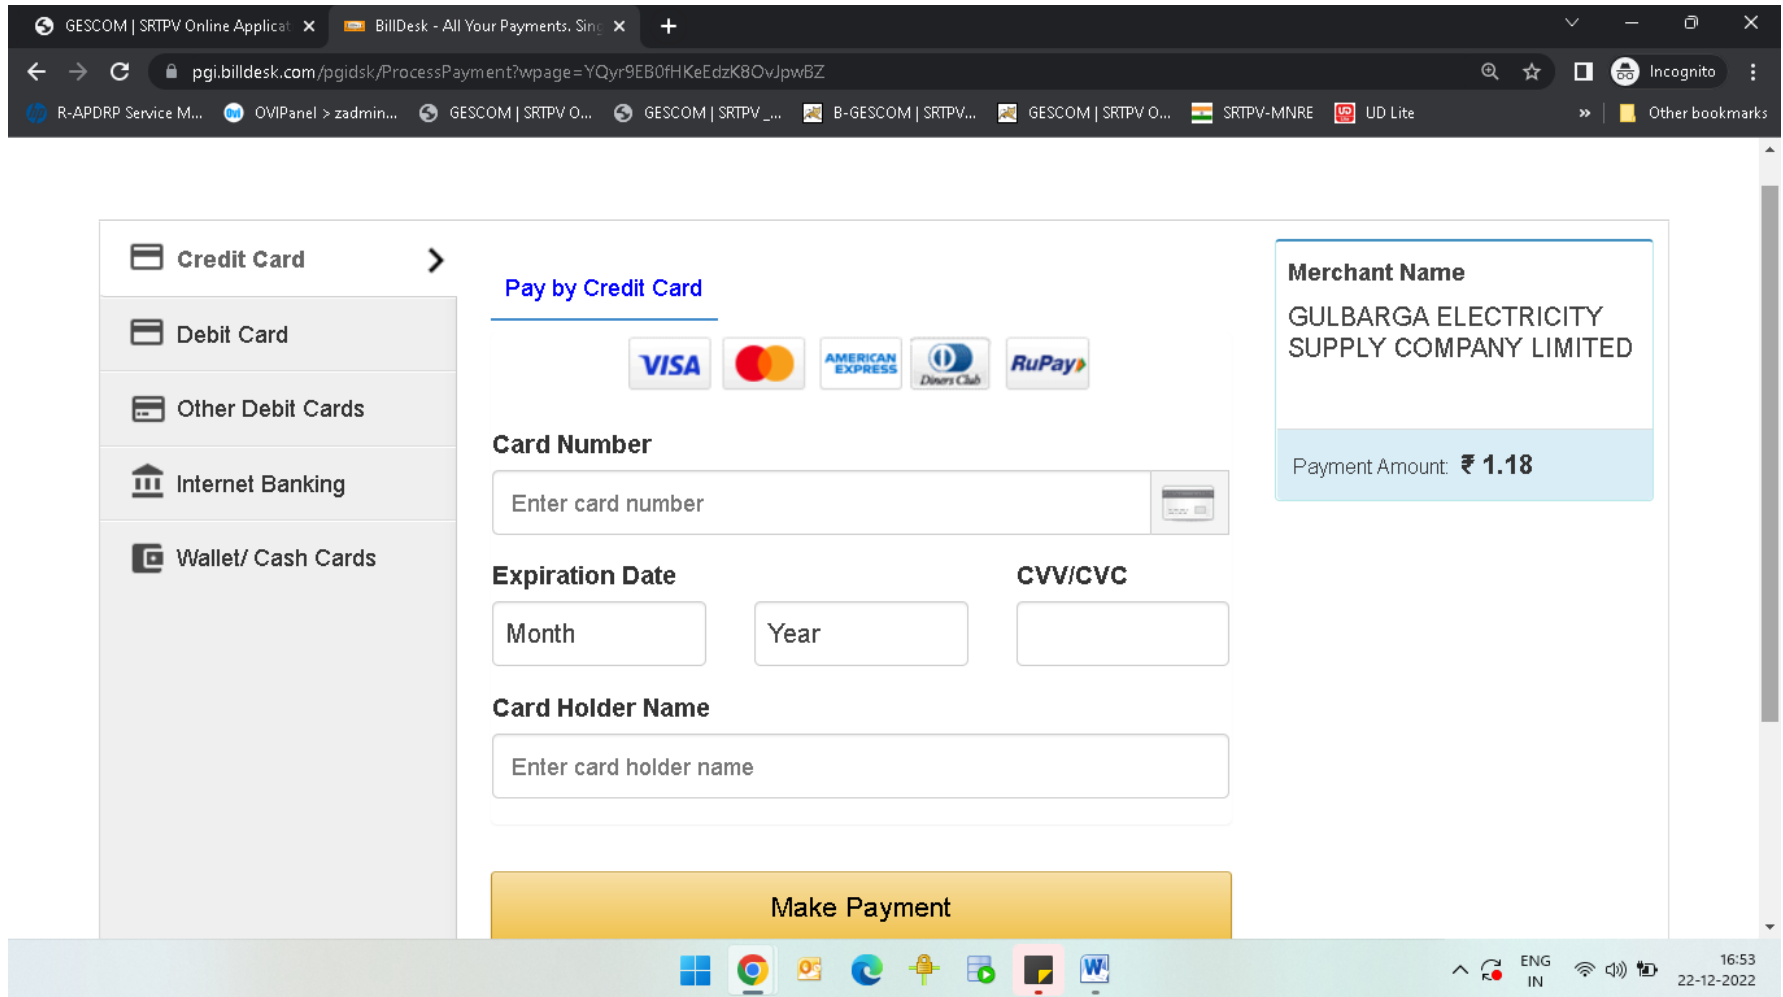 GESCOM | SRTPV Online Applicat
BillDesk - All Your Payments. Sing
pgi.billdesk.com/pgidsk/ProcessPayment?wpage=YQyr9EB0fHKeEdzK8OvJpwBZ
Incognito
R-APDRP Service M...
OVIPanel > zadmin...
GESCOM | SRTPV O...
GESCOM | SRTPV _...
B-GESCOM | SRTPV...
GESCOM | SRTPV O...
SRTPV-MNRE
UD Lite
»
Other bookmarks
Credit Card
Debit Card
Other Debit Cards
Internet Banking
Wallet/ Cash Cards
Pay by Credit Card
VISA
AMERICAN EXPRESS
Diners Club
RuPay
Card Number
Enter card number
Expiration Date
CVV/CVC
Month
Year
Card Holder Name
Enter card holder name
Make Payment
Merchant Name
GULBARGA ELECTRICITY
SUPPLY COMPANY LIMITED
Payment Amount: ₹ 1.18
ENG
IN
16:53
22-12-2022